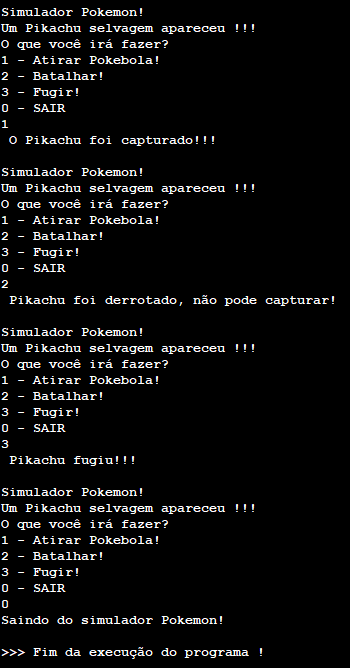 Simulador Pokemon!
Um Pikachu selvagem apareceu !!!
O que você irá fazer?
1 - Atirar Pokebola!
2 - Batalhar!
3 - Fugir!
0 - SAIR
1
O Pikachu foi capturado!!!
Simulador Pokemon!
Um Pikachu selvagem apareceu !!!
O que você irá fazer?
1 - Atirar Pokebola!
2 - Batalhar!
3 - Fugir!
0 - SAIR
2
Pikachu foi derrotado, não pode capturar!
Simulador Pokemon!
Um Pikachu selvagem apareceu !!!
O que você irá fazer?
1 - Atirar Pokebola!
2 - Batalhar!
3 - Fugir!
0 - SAIR
3
Pikachu fugiu!!!
Simulador Pokemon!
Um Pikachu selvagem apareceu !!!
O que você irá fazer?
1 - Atirar Pokebola!
2 - Batalhar!
3 - Fugir!
0 - SAIR
0
Saindo do simulador Pokemon!
>>> Fim da execução do programa !